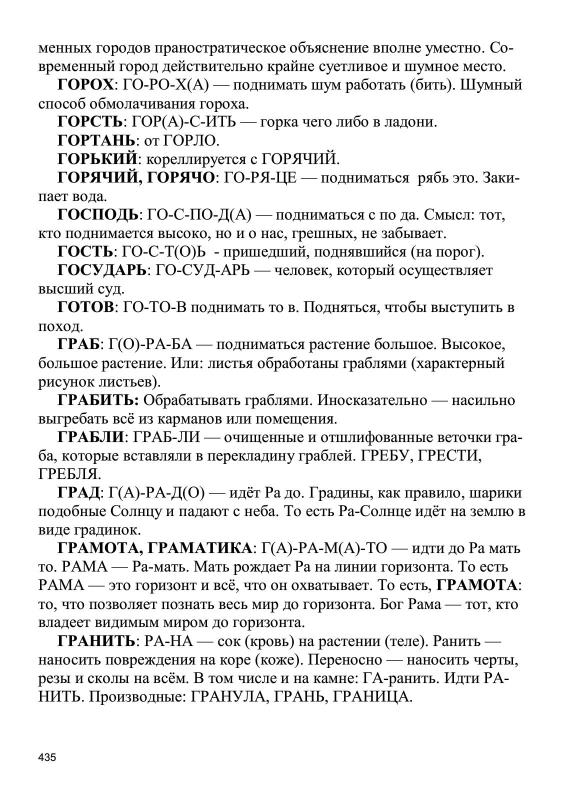 менных городов праностратическое объяснение вполне уместно. Со-
временный город действительно крайне суетливое и шумное место.
ГОРОХ: ГО-РО-Х(А) — поднимать шум работать (бить). Шумный
способ обмолачивания гороха.
ГОРСТЬ: ГОР(А)-С-ИТЬ — горка чего либо в ладони.
ГОРТАНЬ: от ГОРЛО.
ГОРЬКИЙ: кореллируется с ГОРЯЧИЙ.
ГОРЯЧИЙ, ГОРЯЧО: ГО-РЯ-ЦЕ — подниматься рябь это. Заки-
пает вода.
ГОСПОДЬ: ГО-С-ПО-Д(А) — подниматься с по да. Смысл: тот,
кто поднимается высоко, но и о нас, грешных, не забывает.
ГОСТЬ: ГО-С-Т(О)Ь - пришедший, поднявшийся (на порог).
ГОСУДАРЬ: ГО-СУД-АРЬ — человек, который осуществляет
высший суд.
ГОТОВ: ГО-ТО-В поднимать то в. Подняться, чтобы выступить в
поход.
ГРАБ: Г(О)-РА-БА — подниматься растение большое. Высокое,
большое растение. Или: листья обработаны граблями (характерный
рисунок листьев).
ГРАБИТЬ: Обрабатывать граблями. Иносказательно — насильно
выгребать всё из карманов или помещения.
ГРАБЛИ: ГРАБ-ЛИ — очищенные и отшлифованные веточки гра-
ба, которые вставляли в перекладину граблей. ГРЕБУ, ГРЕСТИ,
ГРЕБЛЯ.
ГРАД: Г(А)-РА-Д(О) — идёт Ра до. Градины, как правило, шарики
подобные Солнцу и падают с неба. То есть Ра-Солнце идёт на землю в
виде градинок.
ГРАМОТА, ГРАМАТИКА: Г(А)-РА-М(А)-ТО — идти до Ра мать
то. РАМА — Ра-мать. Мать рождает Ра на линии горизонта. То есть
РАМА — это горизонт и всё, что он охватывает. То есть, ГРАМОТА:
то, что позволяет познать весь мир до горизонта. Бог Рама — тот, кто
владеет видимым миром до горизонта.
ГРАНИТЬ: РА-НА — сок (кровь) на растении (теле). Ранить —
наносить повреждения на коре (коже). Переносно — наносить черты,
резы и сколы на всём. В том числе и на камне: ГА-ранить. Идти РА-
НИТЬ. Производные: ГРАНУЛА, ГРАНЬ, ГРАНИЦА.
435